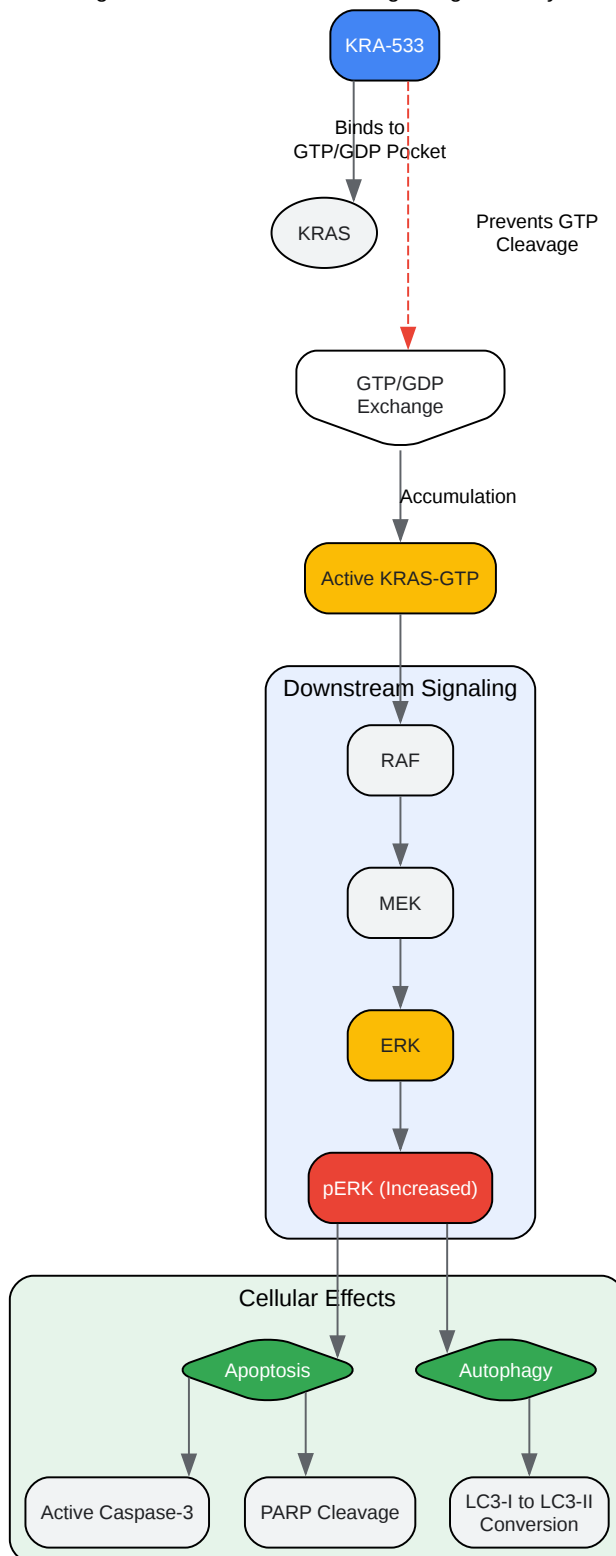 KRA-533
Binds to
GTP/GDP Pocket
KRAS
Prevents GTP
Cleavage
GTP/GDP
Exchange
Accumulation
Active KRAS-GTP
Downstream Signaling
RAF
MEK
ERK
pERK (Increased)
Cellular Effects
Apoptosis
Autophagy
Active Caspase-3
PARP Cleavage
LC3-I to LC3-II
Conversion